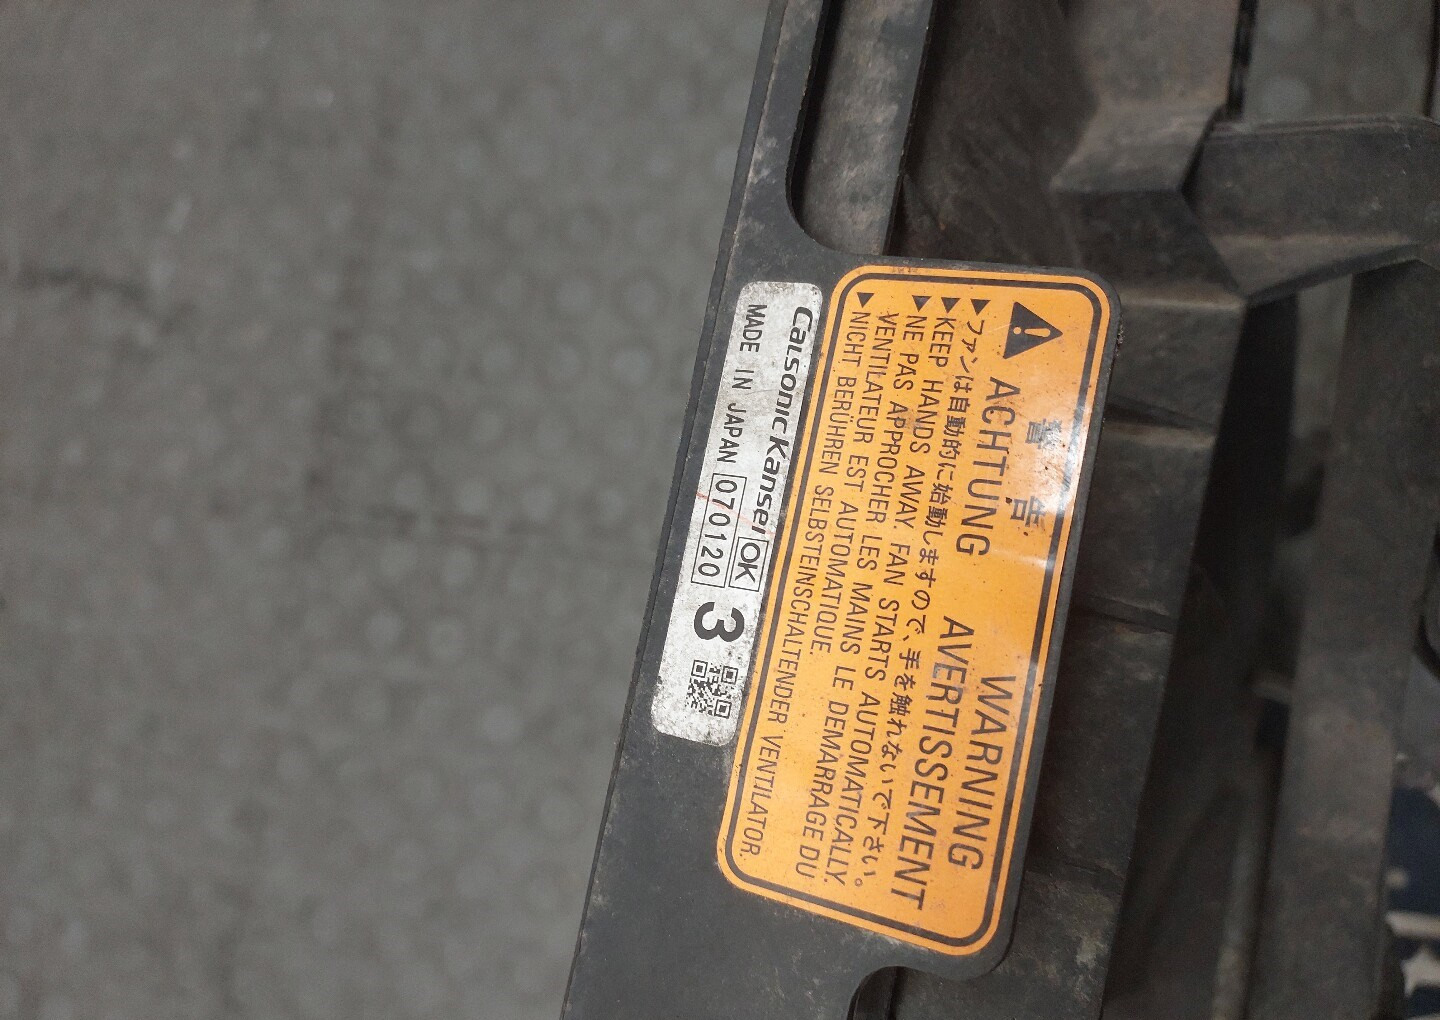 警告 WARNING
ACHTUNG AVERTISSEMENT
▶ファンは自動的に始動しますので、手を触れないで下さい。
▶KEEP HANDS AWAY. FAN STARTS AUTOMATICALLY
▶NE PAS APPROCHER LES MAINS LE DEMARRAGE DU
VENTILATEUR EST AUTOMATIQUE.
▶NICHT BERÜHREN SELBSTEINSCHALTENDER VENTILATOR.
CalsonicKansei OK
MADE IN JAPAN 070120 3